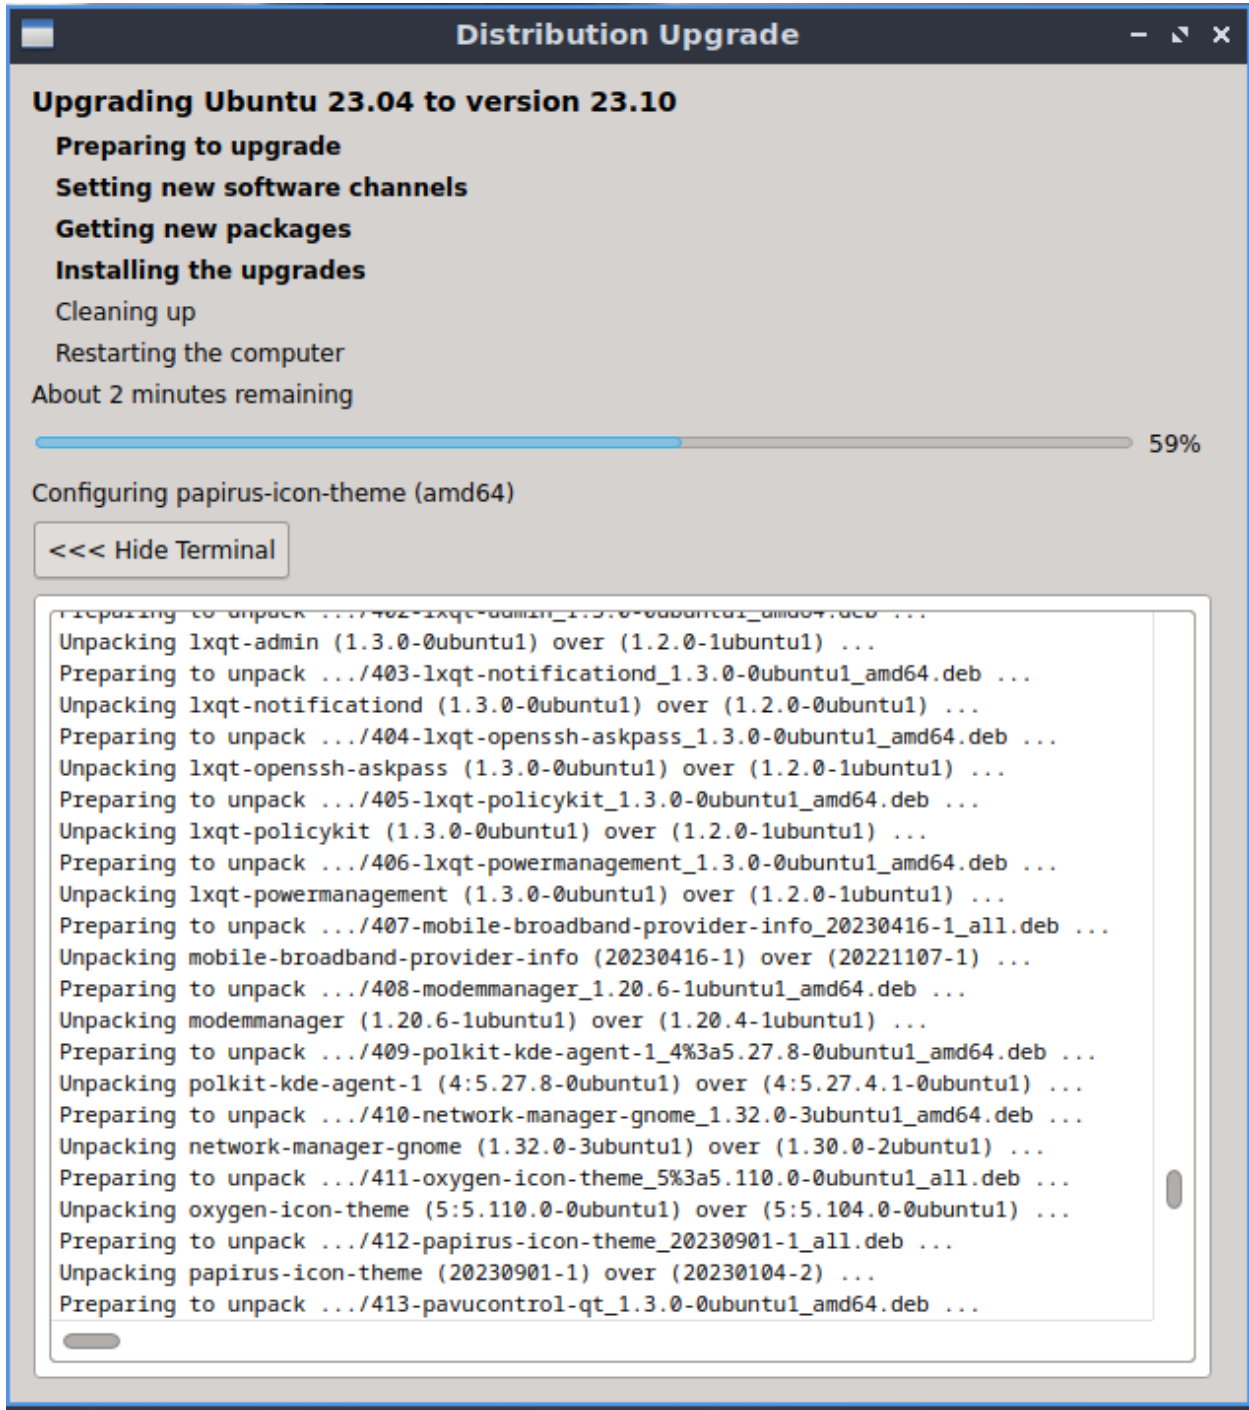 Distribution Upgrade
Upgrading Ubuntu 23.04 to version 23.10
Preparing to upgrade
Setting new software channels
Getting new packages
Installing the upgrades
Cleaning up
Restarting the computer
About 2 minutes remaining
59%
Configuring papirus-icon-theme (amd64)
<<< Hide Terminal
Preparing to unpack .../402-lxqt-admin_1.3.0-0ubuntu1_amd64.deb ...
Unpacking lxqt-admin (1.3.0-0ubuntu1) over (1.2.0-1ubuntu1) ...
Preparing to unpack .../403-lxqt-notificationd_1.3.0-0ubuntu1_amd64.deb ...
Unpacking lxqt-notificationd (1.3.0-0ubuntu1) over (1.2.0-0ubuntu1) ...
Preparing to unpack .../404-lxqt-openssh-askpass_1.3.0-0ubuntu1_amd64.deb ...
Unpacking lxqt-openssh-askpass (1.3.0-0ubuntu1) over (1.2.0-1ubuntu1) ...
Preparing to unpack .../405-lxqt-policykit_1.3.0-0ubuntu1_amd64.deb ...
Unpacking lxqt-policykit (1.3.0-0ubuntu1) over (1.2.0-1ubuntu1) ...
Preparing to unpack .../406-lxqt-powermanagement_1.3.0-0ubuntu1_amd64.deb ...
Unpacking lxqt-powermanagement (1.3.0-0ubuntu1) over (1.2.0-1ubuntu1) ...
Preparing to unpack .../407-mobile-broadband-provider-info_20230416-1_all.deb ...
Unpacking mobile-broadband-provider-info (20230416-1) over (20221107-1) ...
Preparing to unpack .../408-modemmanager_1.20.6-1ubuntu1_amd64.deb ...
Unpacking modemmanager (1.20.6-1ubuntu1) over (1.20.4-1ubuntu1) ...
Preparing to unpack .../409-polkit-kde-agent-1_4%3a5.27.8-0ubuntu1_amd64.deb ...
Unpacking polkit-kde-agent-1 (4:5.27.8-0ubuntu1) over (4:5.27.4.1-0ubuntu1) ...
Preparing to unpack .../410-network-manager-gnome_1.32.0-3ubuntu1_amd64.deb ...
Unpacking network-manager-gnome (1.32.0-3ubuntu1) over (1.30.0-2ubuntu1) ...
Preparing to unpack .../411-oxygen-icon-theme_5%3a5.110.0-0ubuntu1_all.deb ...
Unpacking oxygen-icon-theme (5:5.110.0-0ubuntu1) over (5:5.104.0-0ubuntu1) ...
Preparing to unpack .../412-papirus-icon-theme_20230901-1_all.deb ...
Unpacking papirus-icon-theme (20230901-1) over (20230104-2) ...
Preparing to unpack .../413-pavucontrol-qt_1.3.0-0ubuntu1_amd64.deb ...